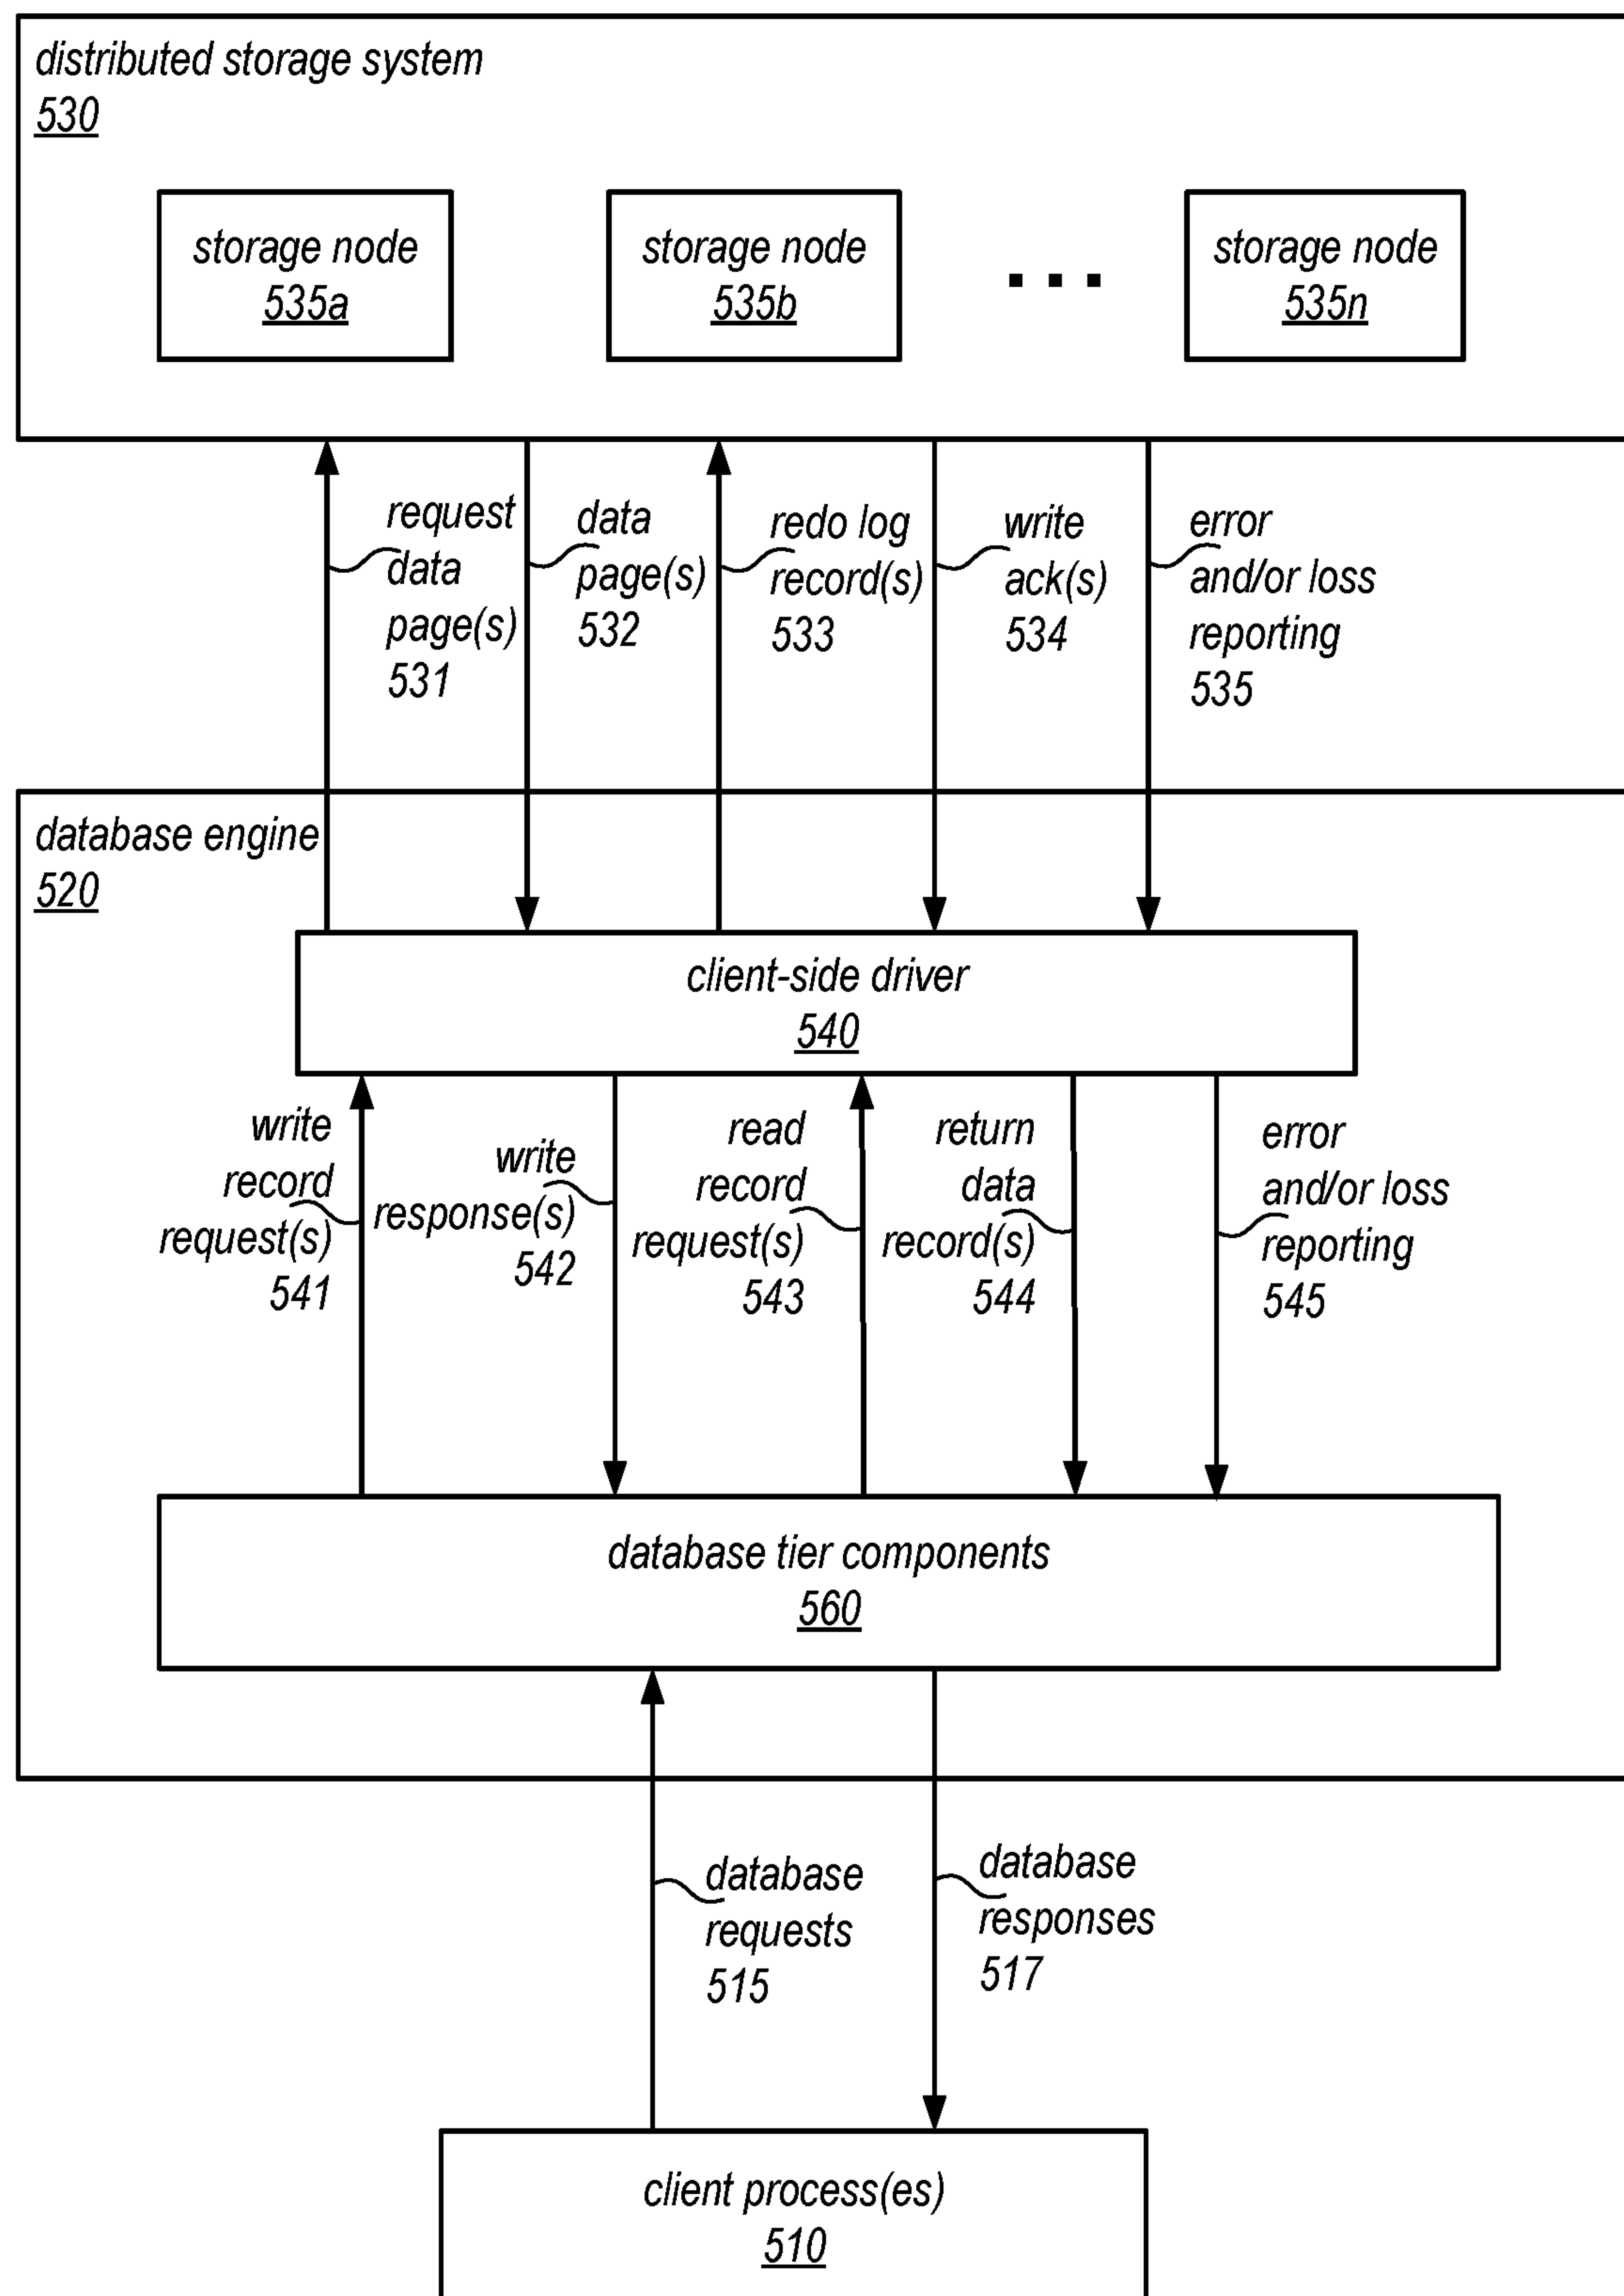 distributed storage system
530
storage node
535a
storage node
535b
storage node
535n
request
data
page(s)
531
data
page(s)
532
redo log
record(s)
533
write
ack(s)
534
error
and/or loss
reporting
535
database engine
520
client-side driver
540
write
record
request(s)
541
write
response(s)
542
read
record
request(s)
543
return
data
record(s)
544
error
and/or loss
reporting
545
database tier components
560
database
requests
515
database
responses
517
client process(es)
510